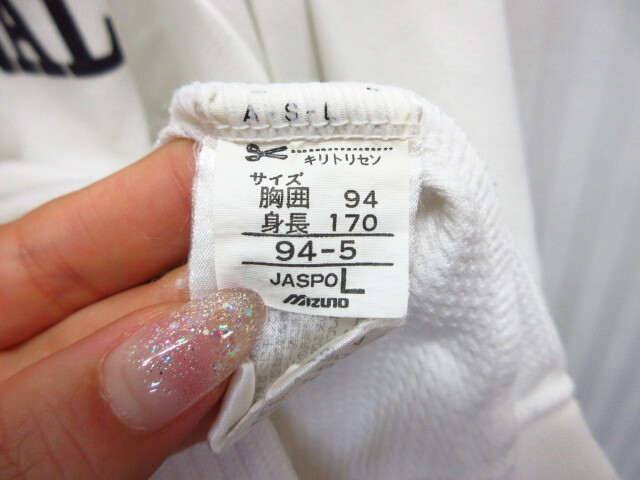 AL
A-S-L
キリトリセン
サイズ
胸囲 94
身長 170
94-5
JASPO L
MIZUNO